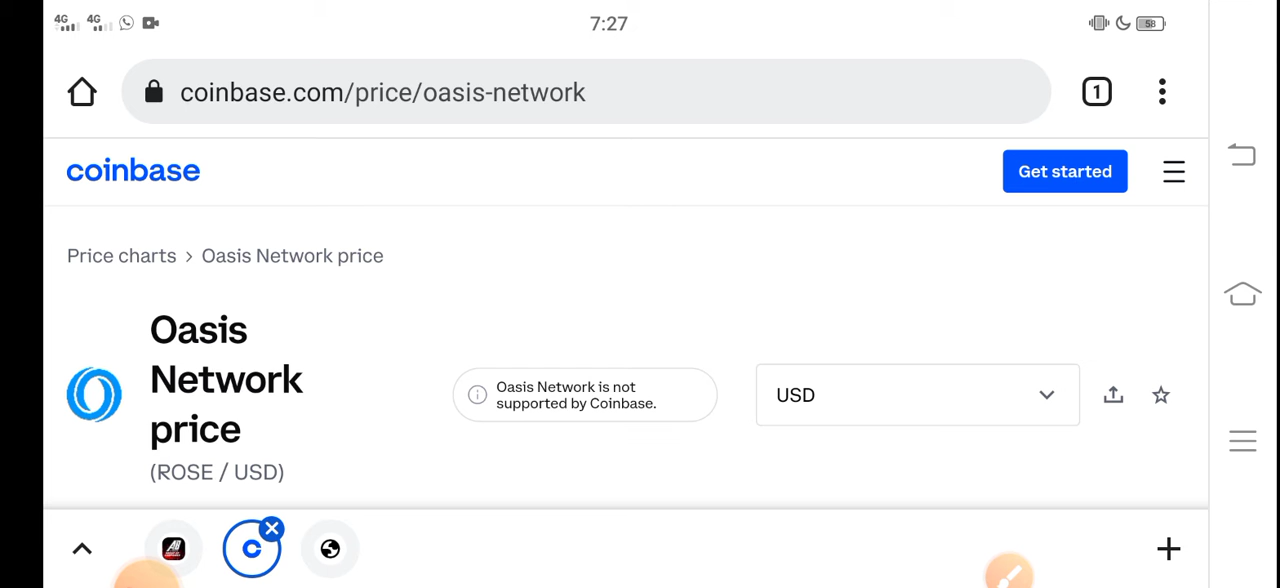 4G 4G 7:27 58
coinbase.com/price/oasis-network 1
coinbase Get started
Price charts > Oasis Network price
Oasis
Network
price
(ROSE / USD)
Oasis Network is not
supported by Coinbase.
USD